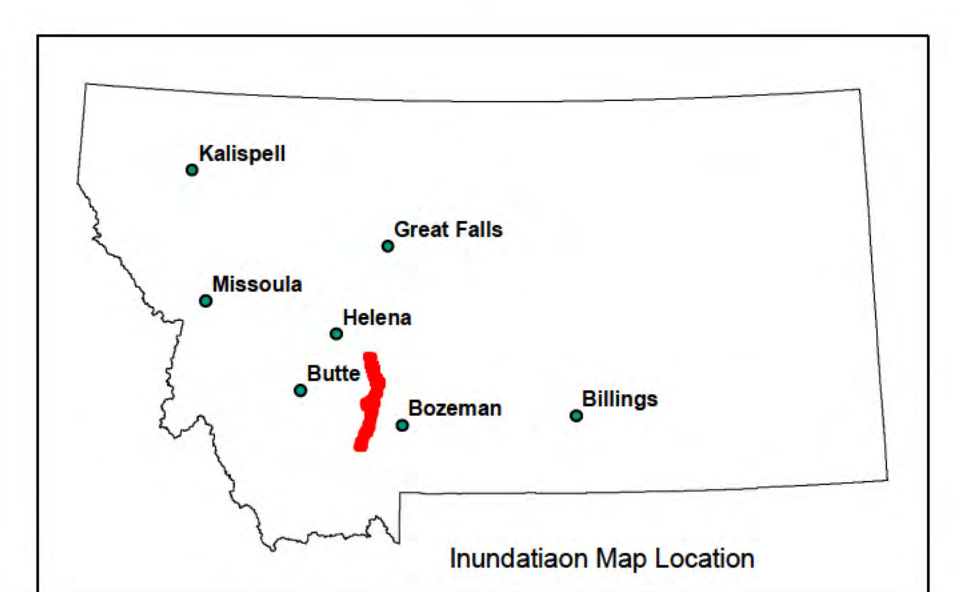 Kalispell
Great Falls
Missoula
Helena
Butte
Billings
Bozeman
Inundatiaon Map Location